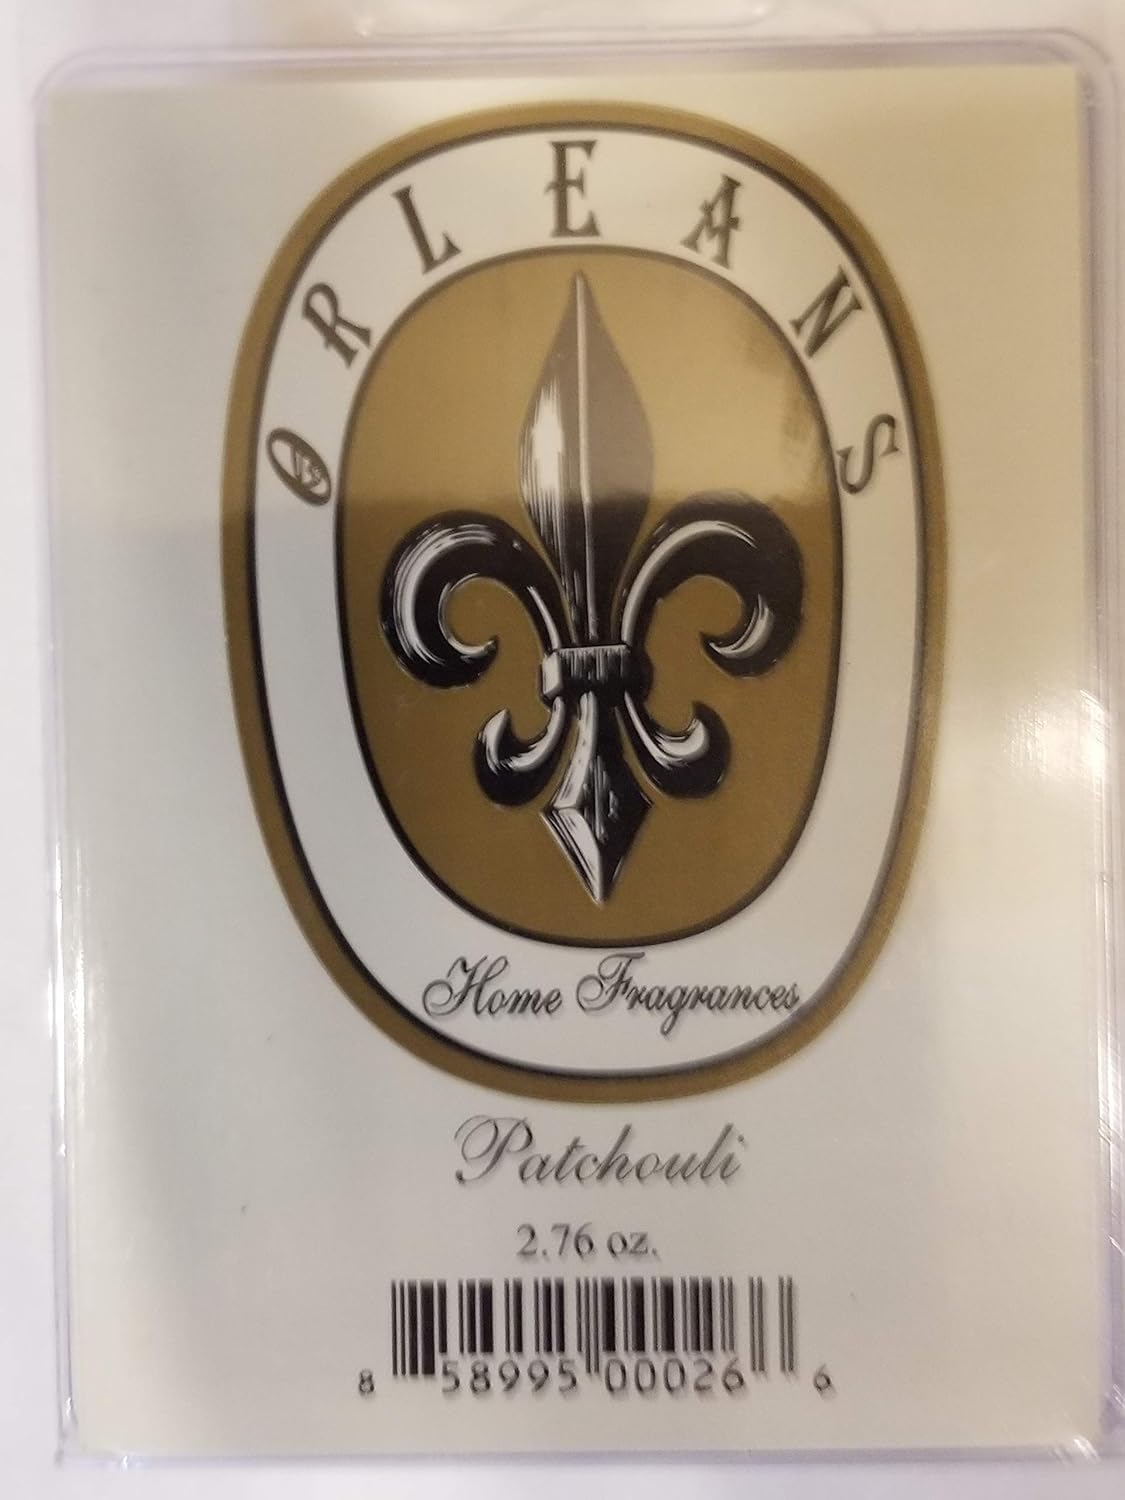 ORLEANS
Home Fragrances
Patchouli
2.76 oz.
8 58995 00026 6